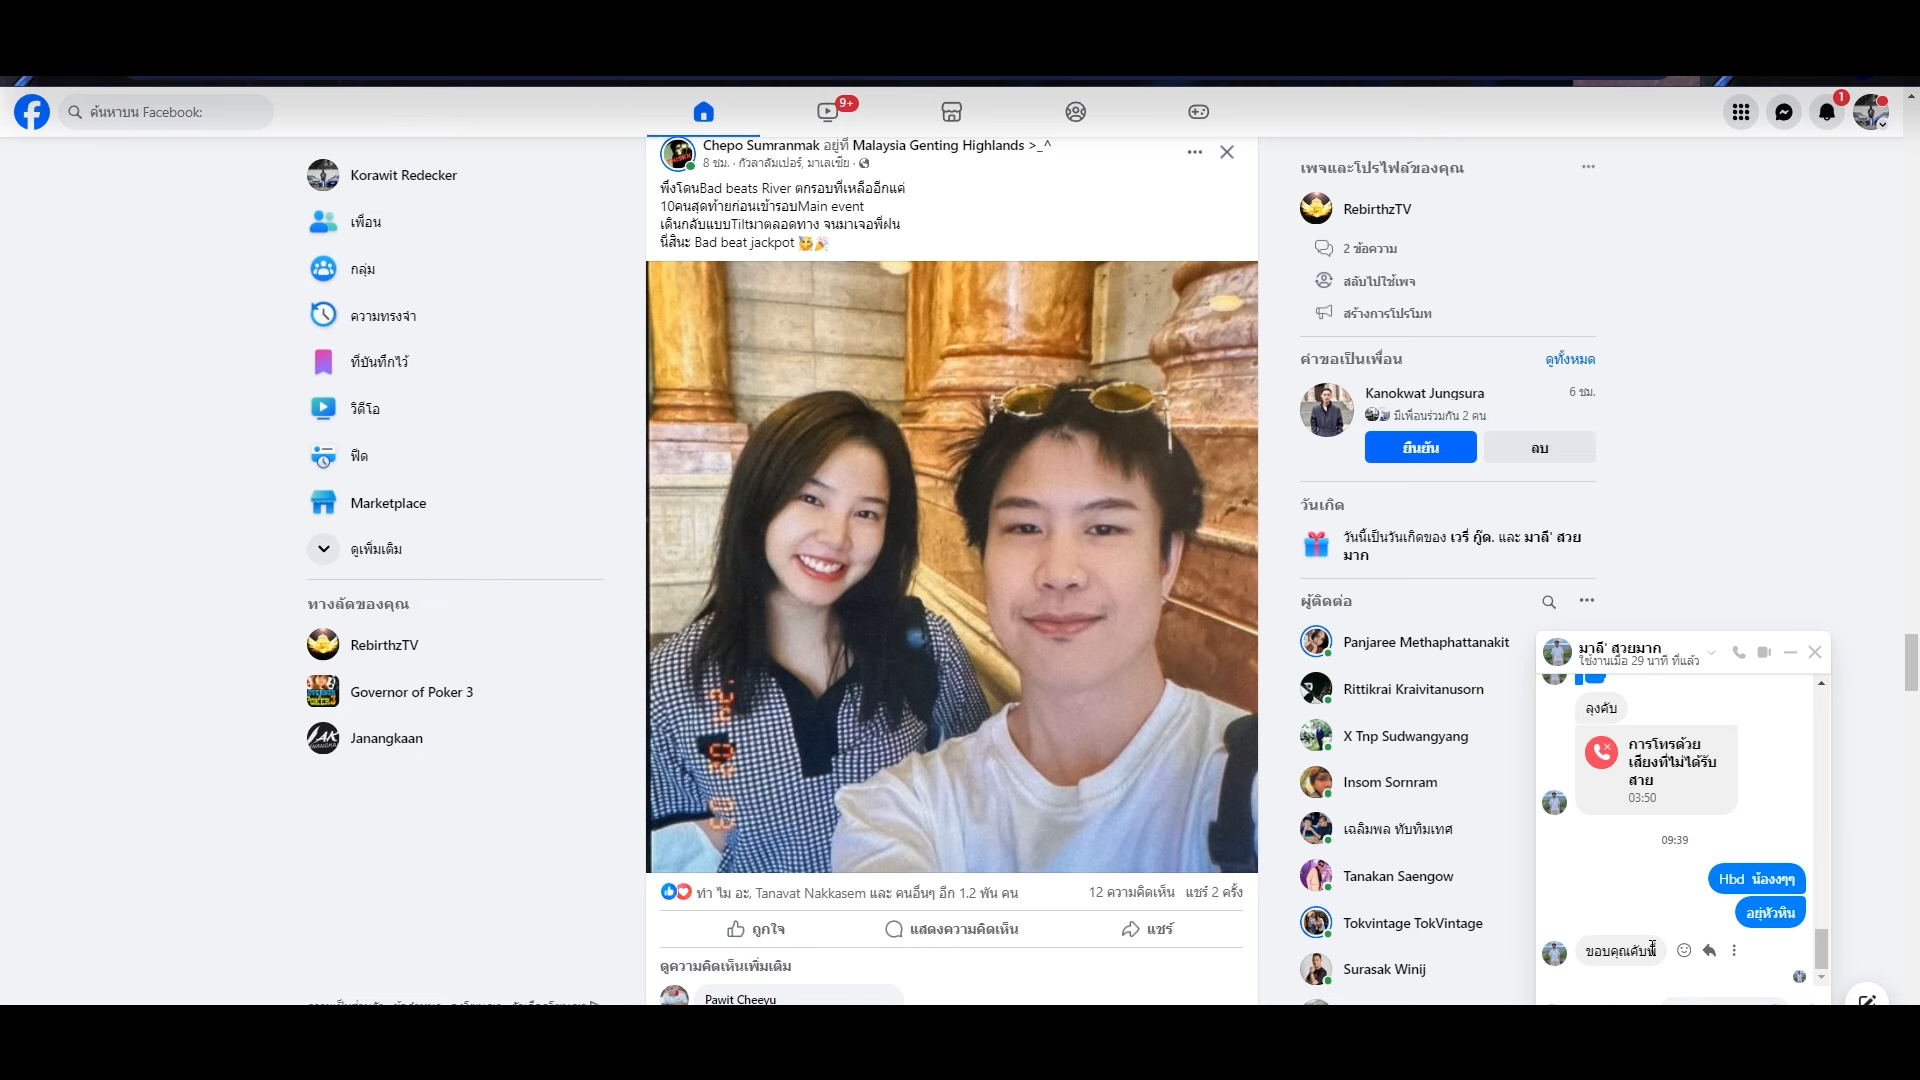 ค้นหาบน Facebook:
9+
1
Korawit Redecker
เพื่อน
กลุ่ม
ความทรงจำ
ที่บันทึกไว้
วิดีโอ
ฟีด
Marketplace
ดูเพิ่มเติม
ทางลัดของคุณ
RebirthzTV
Governor of Poker 3
Janangkaan
Chepo Sumranmak อยู่ที่ Malaysia Genting Highlands >_^
8 ชม. · กัวลาลัมเปอร์, มาเลเซีย ·
พึ่งโดนBad beats River ตกรอบที่เหลืออีกแค่
10คนสุดท้ายก่อนเข้ารอบMain event
เดินกลับแบบTiltมาตลอดทาง จนมาเจอพี่ฝน
นี่สินะ Bad beat jackpot 🥰🎉
ท่า ไม อะ, Tanavat Nakkasem และ คนอื่นๆ อีก 1.2 พัน คน
12 ความคิดเห็น แชร์ 2 ครั้ง
ถูกใจ
แสดงความคิดเห็น
แชร์
ดูความคิดเห็นเพิ่มเติม
Pawit Cheeyu
เพจและโปรไฟล์ของคุณ
RebirthzTV
2 ข้อความ
สลับไปใช้เพจ
สร้างการโปรโมท
คำขอเป็นเพื่อน
ดูทั้งหมด
Kanokwat Jungsura
6 ชม.
มีเพื่อนร่วมกัน 2 คน
ยืนยัน
ลบ
วันเกิด
วันนี้เป็นวันเกิดของ เวรี่ กู๊ด. และ มาลี' สวย
มาก
ผู้ติดต่อ
Panjaree Methaphattanakit
Rittikrai Kraivitanusorn
X Tnp Sudwangyang
Insom Sornram
เฉลิมพล ทับทิมเทศ
Tanakan Saengow
Tokvintage TokVintage
Surasak Winij
มาลี' สวยมาก
ใช้งานเมื่อ 29 นาที ที่แล้ว
ลุงคับ
การโทรด้วย
เสียงที่ไม่ได้รับ
สาย
03:50
09:39
Hbd น้องงๆๆ
อยุ่หัวหิน
ขอบคุณคับพี่